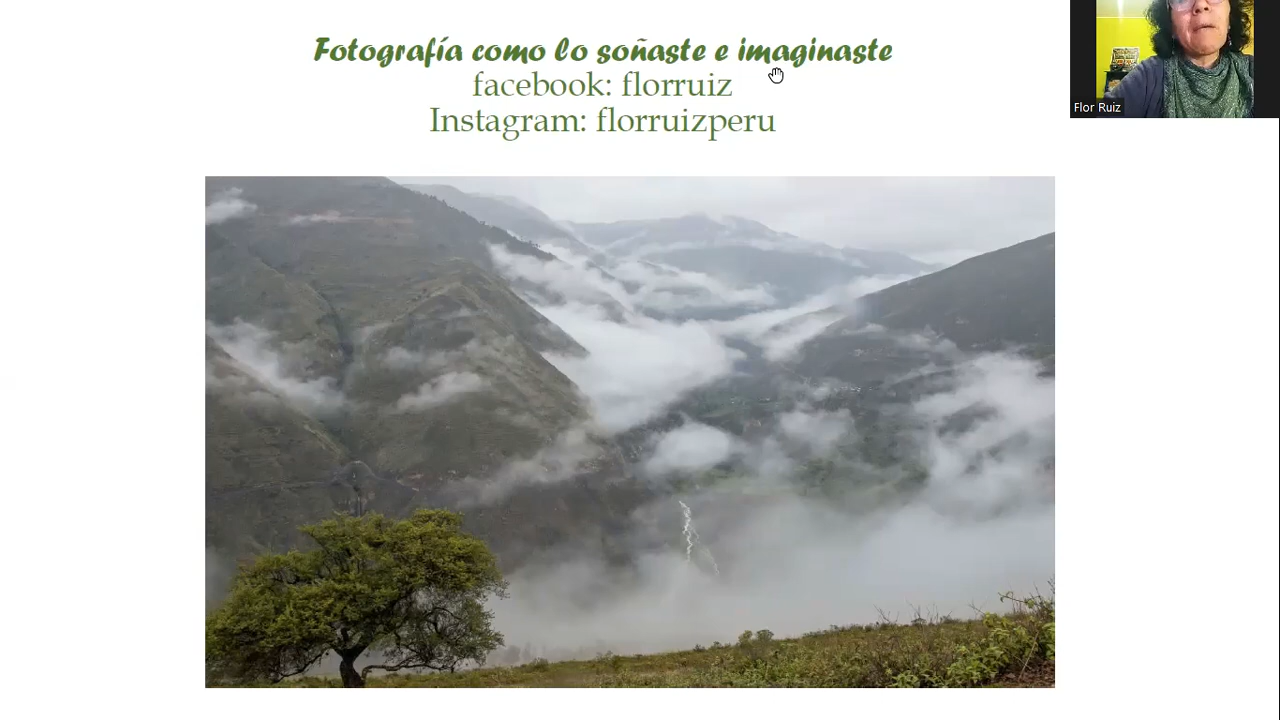 Fotografía como lo soñaste e imaginaste
facebook: florruiz
Instagram: florruizperu
Flor Ruiz